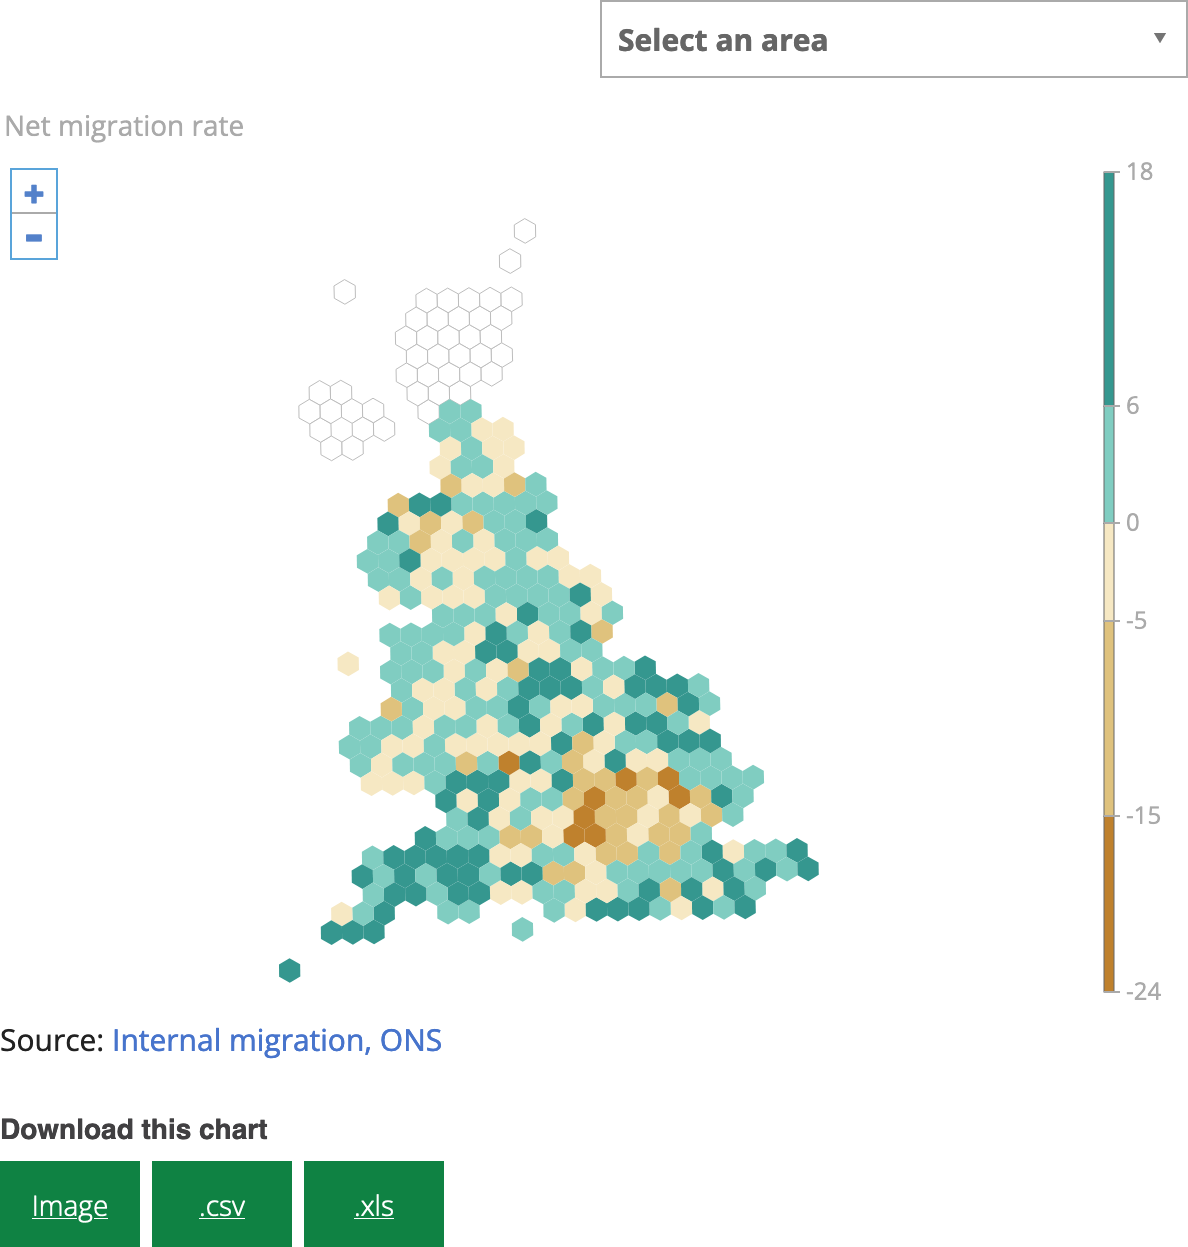 Select an area
Net migration rate
18
6
0
-5
-15
-24
Source: Internal migration, ONS
Download this chart
Image .csv .xls